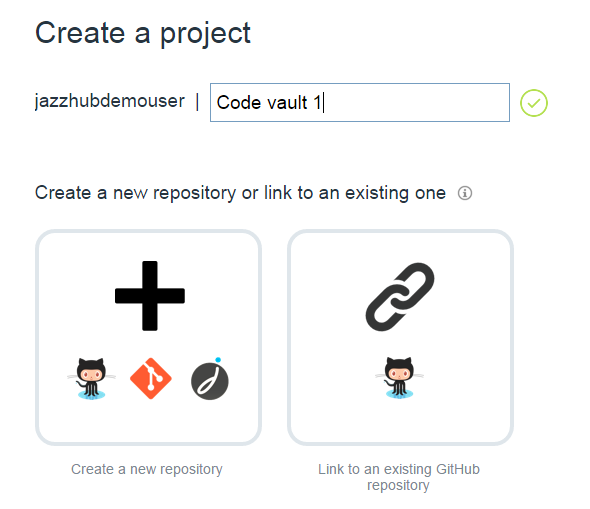 Create a project
jazzhubdemouser | Code vault 1
Create a new repository or link to an existing one
Create a new repository
Link to an existing GitHub
repository